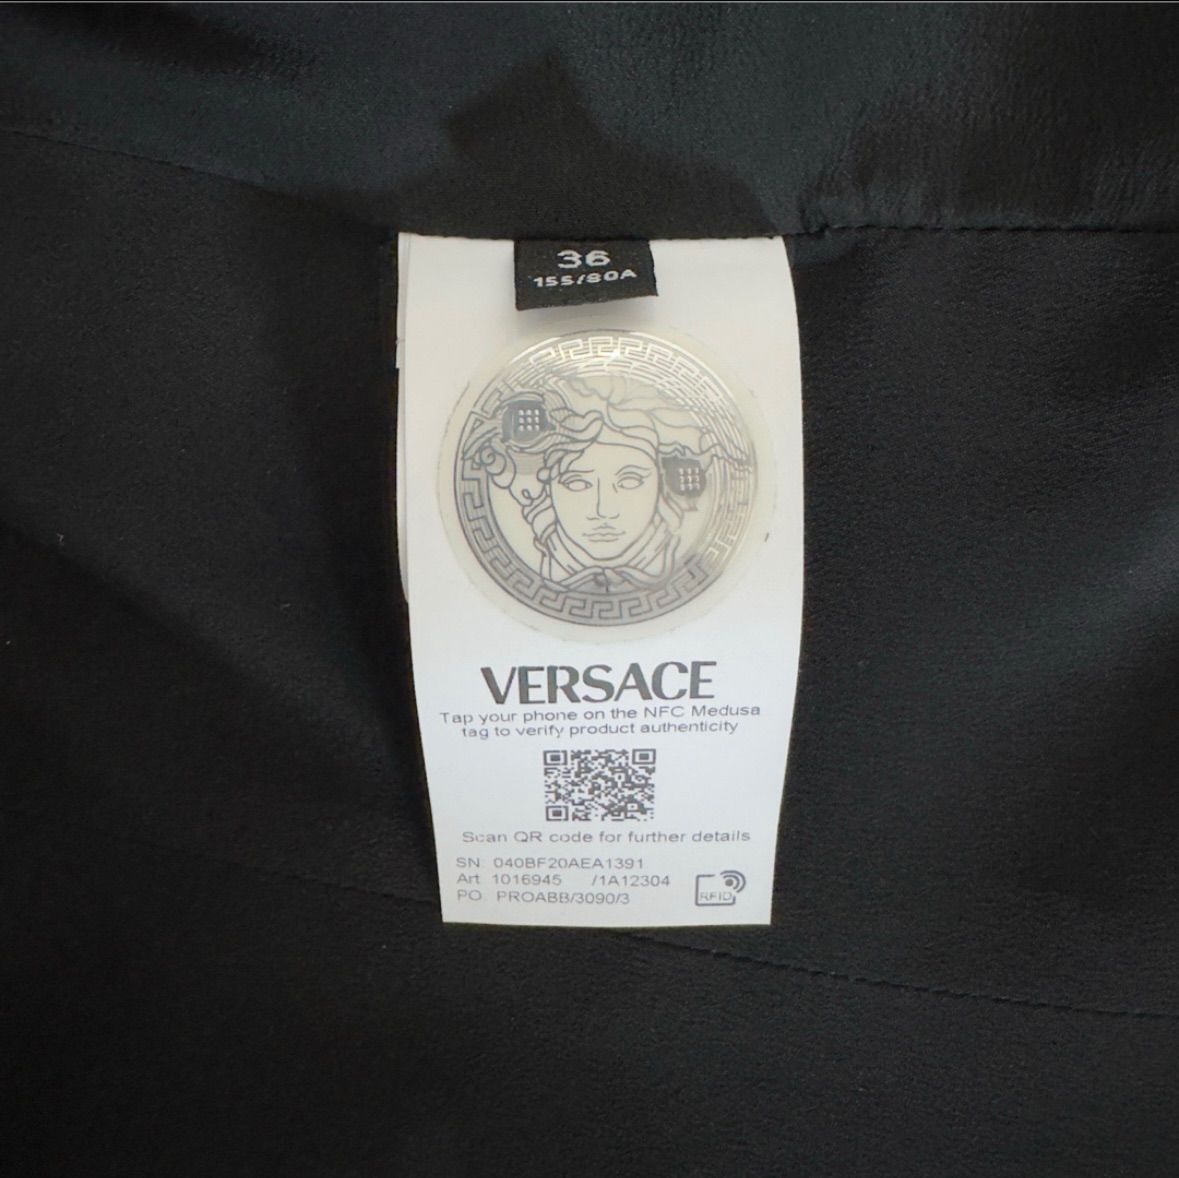 36
155/80A
VERSACE
Tap your phone on the NFC Medusa
tag to verify product authenticity
Scan QR code for further details
SN: 040BF20AEA1391
Art 1016945 /1A12304
PO PROABB/3090/3
RFID